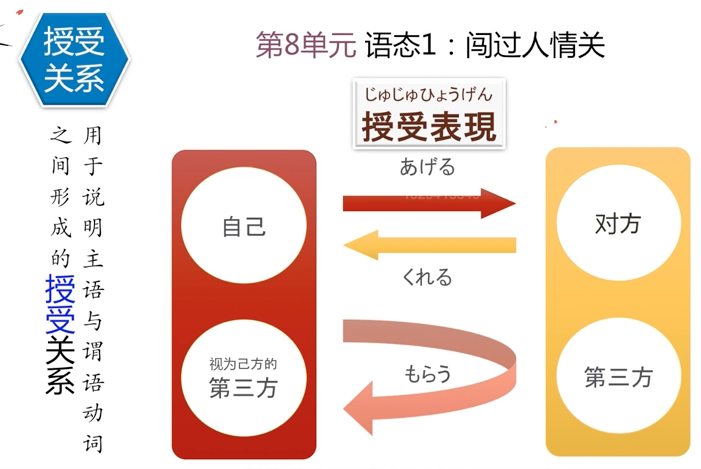 授受
关系
第8单元 语态1：闯过人情关
じゅじゅひょうげん
授受表現
用于说明主语与谓语动词
之间形成的授受关系
あげる
自己
对方
くれる
视为己方的
第三方
もらう
第三方